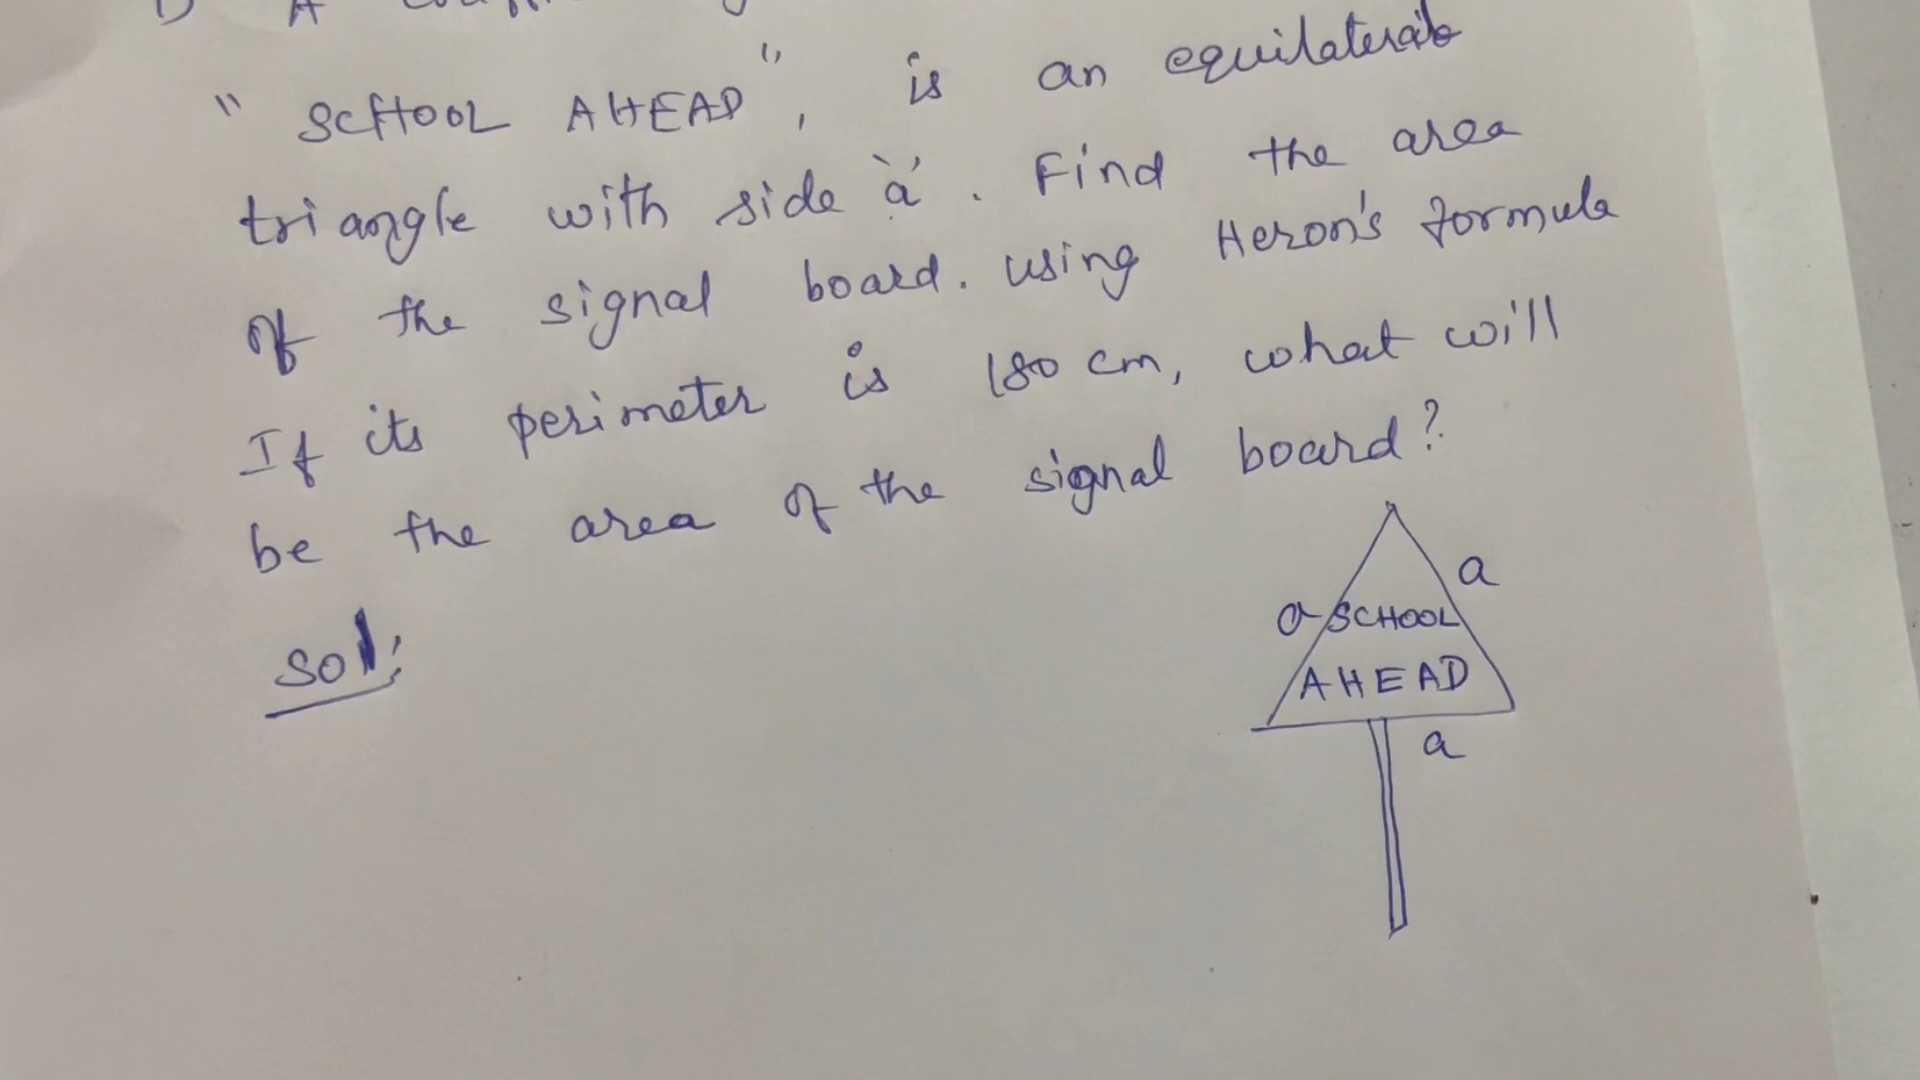 " SCHOOL AHEAD", is an equilateral
triangle with side 'a'. Find the area
of the signal board. using Heron's formula
If its perimeter is 180 cm, what will
be the area of the signal board?
Sol:
a
a SCHOOL
AHEAD
a